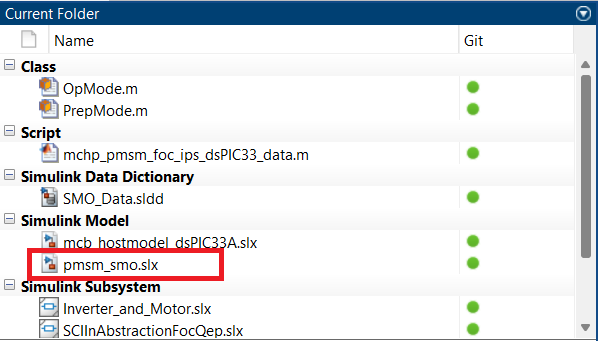 Current Folder
Name Git
Class
OpMode.m
PrepMode.m
Script
mchp_pmsm_foc_ips_dsPIC33_data.m
Simulink Data Dictionary
SMO_Data.sldd
Simulink Model
mcb_hostmodel_dsPIC33A.slx
pmsm_smo.slx
Simulink Subsystem
Inverter_and_Motor.slx
SCIInAbstractionFocQep.slx